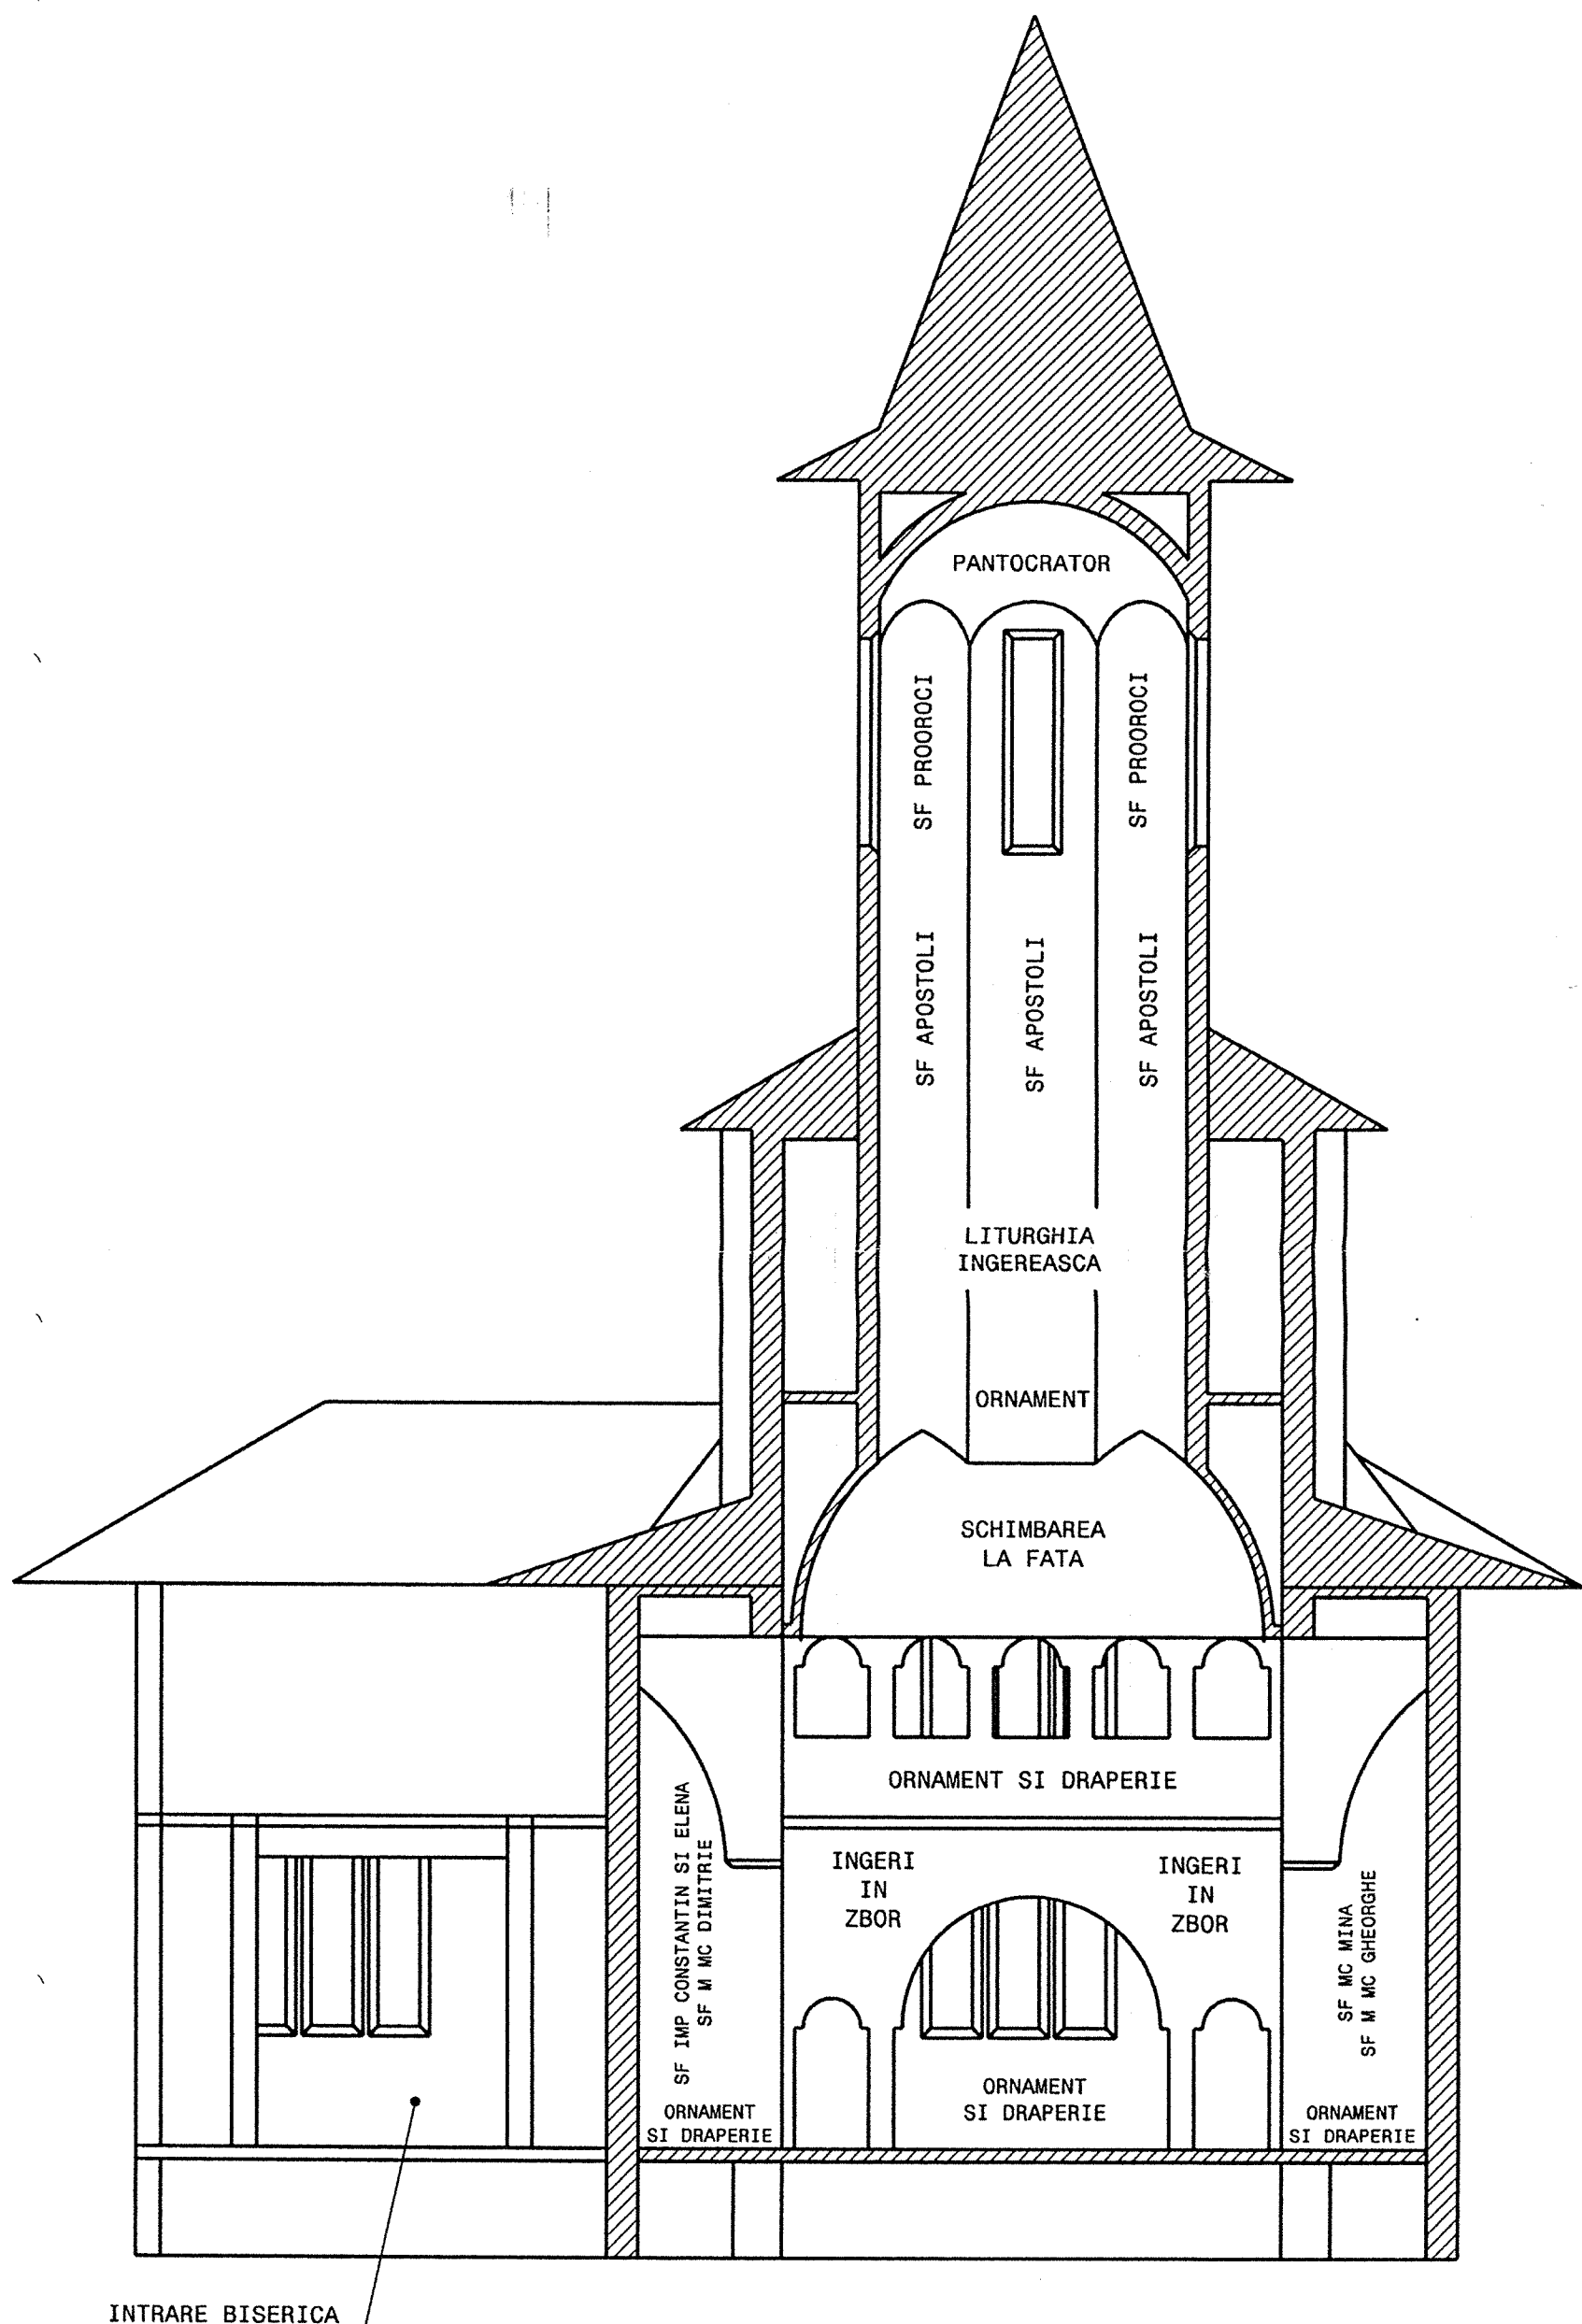 PANTOCRATOR
SF PROOROCI
SF PROOROCI
SF APOSTOLI
SF APOSTOLI
SF APOSTOLI
LITURGHIA
INGEREASCA
ORNAMENT
SCHIMBAREA
LA FATA
ORNAMENT SI DRAPERIE
SF IMP CONSTANTIN SI ELENA
SF M MC DIMITRIE
INGERI
IN
ZBOR
INGERI
IN
ZBOR
SF MC MINA
SF M MC GHEORGHE
ORNAMENT
SI DRAPERIE
ORNAMENT
SI DRAPERIE
ORNAMENT
SI DRAPERIE
INTRARE BISERICA